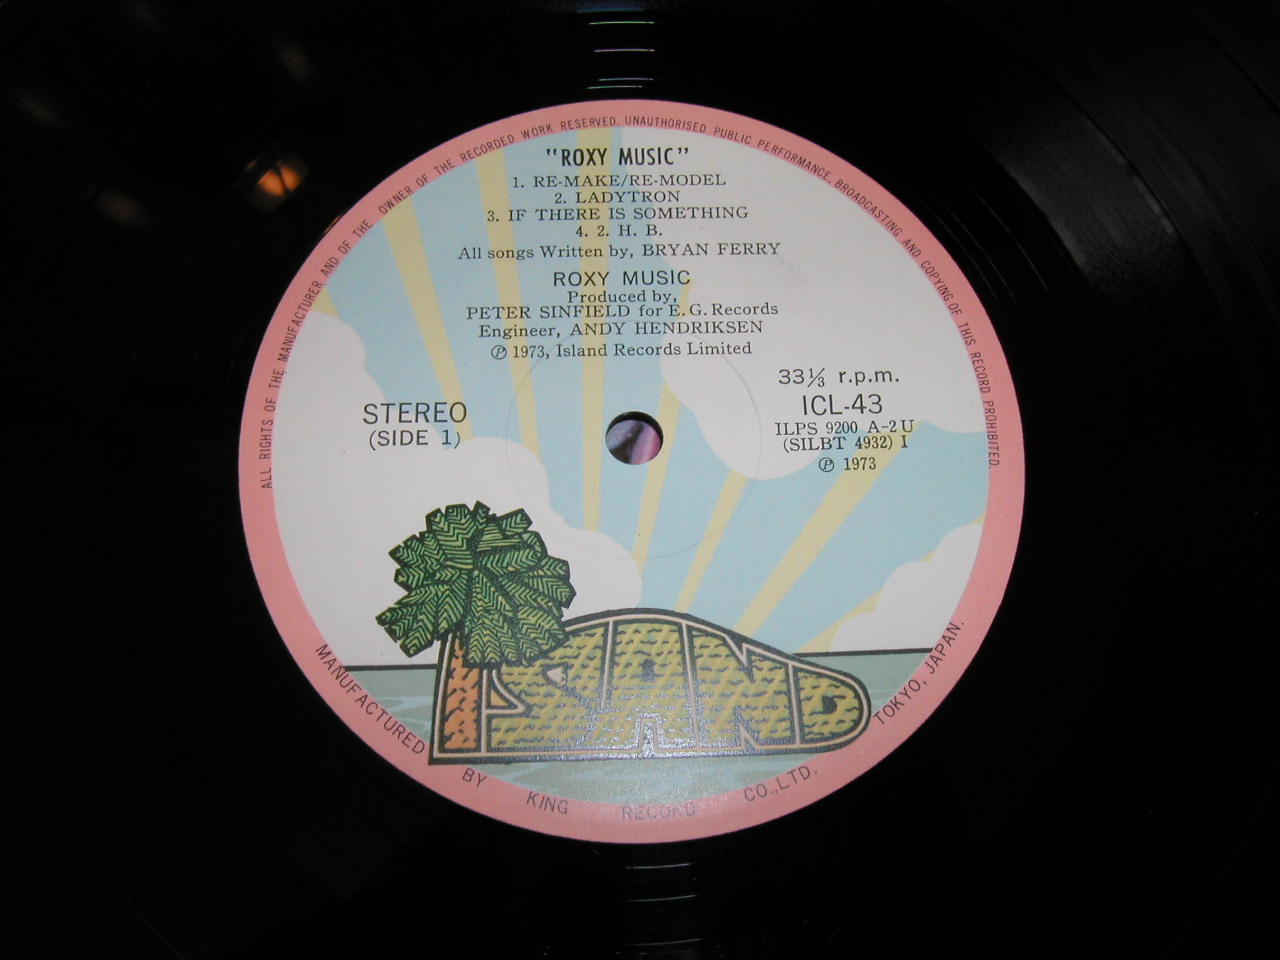 ALL RIGHTS OF THE MANUFACTURER AND OF THE OWNER OF THE RECORDED WORK RESERVED. UNAUTHORISED PUBLIC PERFORMANCE, BROADCASTING AND COPYING OF THIS RECORD PROHIBITED.
"ROXY MUSIC"
1. RE-MAKE/RE-MODEL
2. LADYTRON
3. IF THERE IS SOMETHING
4. 2. H. B.
All songs Written by, BRYAN FERRY
ROXY MUSIC
Produced by,
PETER SINFIELD for E.G. Records
Engineer, ANDY HENDRIKSEN
℗ 1973, Island Records Limited
STEREO
(SIDE 1)
33⅓ r.p.m.
ICL-43
ILPS 9200 A-2U
(SILBT 4932) I
℗ 1973
ISLAND
MANUFACTURED BY KING RECORD CO.,LTD. TOKYO, JAPAN.